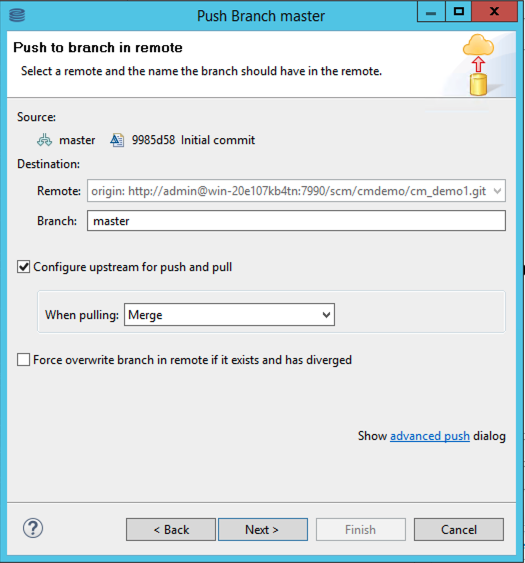 Push Branch master
Push to branch in remote
Select a remote and the name the branch should have in the remote.
Source:
master 9985d58 Initial commit
Destination:
Remote: origin: http://admin@win-20e107kb4tn:7990/scm/cmdemo/cm_demo1.git
Branch: master
Configure upstream for push and pull
When pulling: Merge
Force overwrite branch in remote if it exists and has diverged
Show advanced push dialog
? < Back Next > Finish Cancel